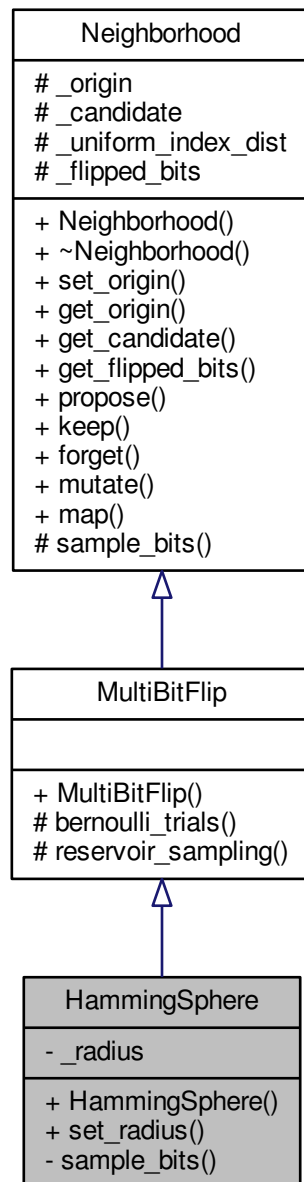 Neighborhood
# _origin
# _candidate
# _uniform_index_dist
# _flipped_bits
+ Neighborhood()
+ ~Neighborhood()
+ set_origin()
+ get_origin()
+ get_candidate()
+ get_flipped_bits()
+ propose()
+ keep()
+ forget()
+ mutate()
+ map()
# sample_bits()
MultiBitFlip
+ MultiBitFlip()
# bernoulli_trials()
# reservoir_sampling()
HammingSphere
- _radius
+ HammingSphere()
+ set_radius()
- sample_bits()